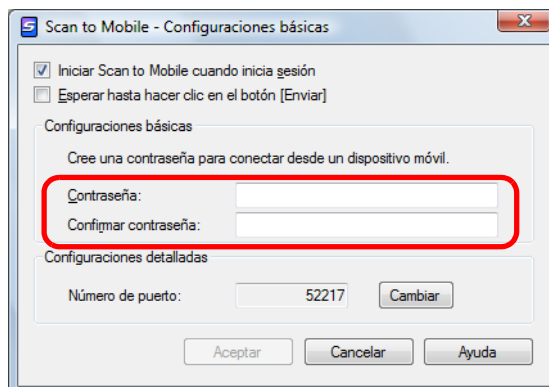 Scan to Mobile - Configuraciones básicas
Iniciar Scan to Mobile cuando inicia sesión
Esperar hasta hacer clic en el botón [Enviar]
Configuraciones básicas
Cree una contraseña para conectar desde un dispositivo móvil.
Contraseña:
Confirmar contraseña:
Configuraciones detalladas
Número de puerto: 52217 Cambiar
Aceptar Cancelar Ayuda